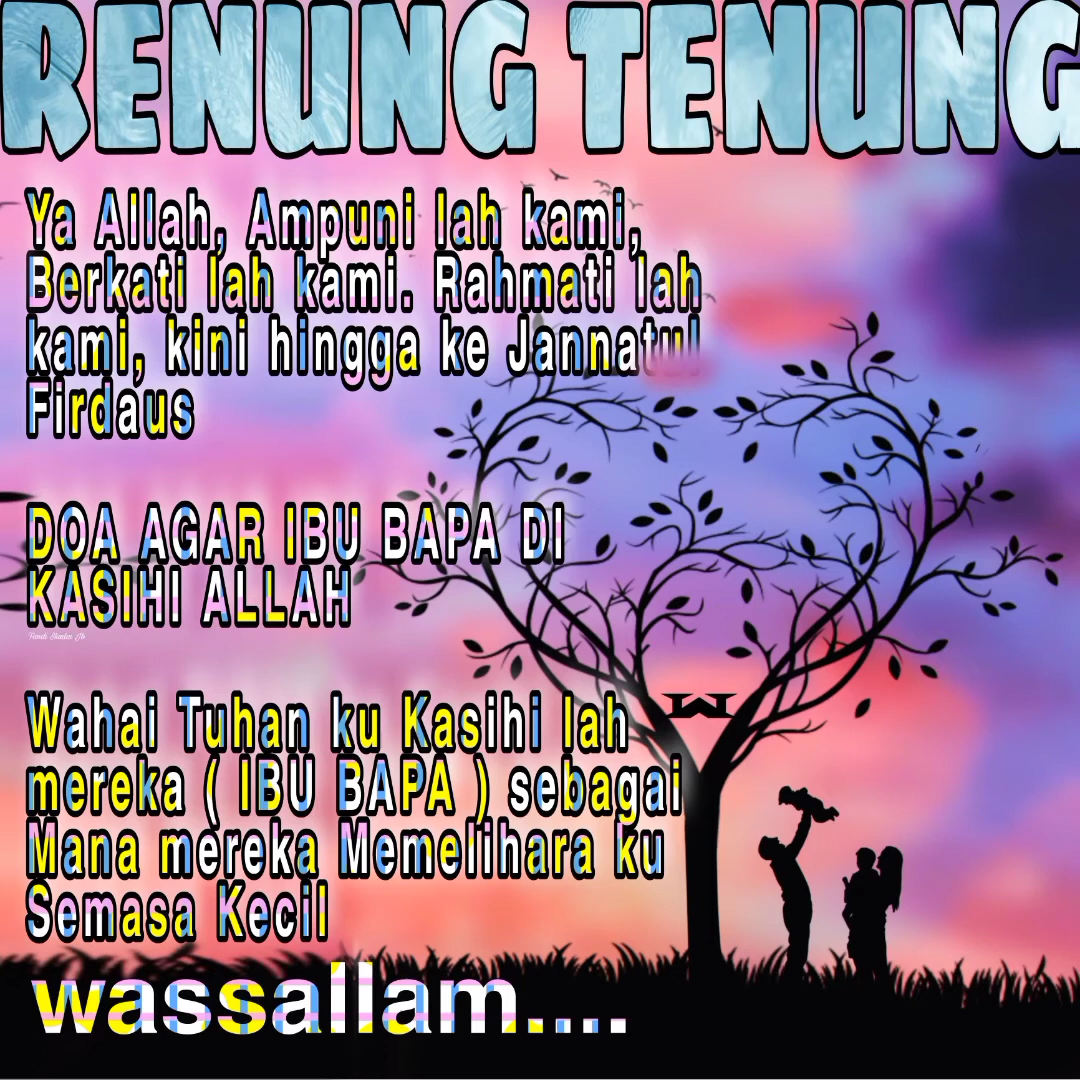 RENUNG TENUNG
Ya Allah, Ampuni lah kami,
Berkati lah kami. Rahmati lah
kami, kini hingga ke Jannatul
Firdaus
DOA AGAR IBU BAPA DI
KASIHI ALLAH
Wahai Tuhan ku Kasihi lah
mereka ( IBU BAPA ) sebagai
Mana mereka Memelihara ku
Semasa Kecil
wassallam....